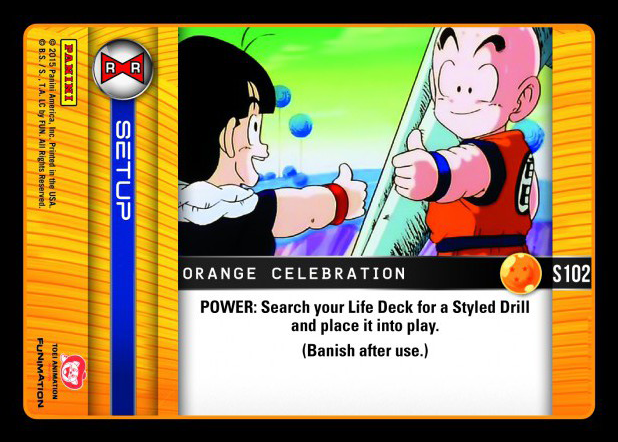 PANINI
© 2015 Panini America, Inc. Printed in the USA.
© B.S. / S., T.A. LC by FUN. All Rights Reserved.
R R
SETUP
TOEI ANIMATION
FUNIMATION
ORANGE CELEBRATION
S102
POWER: Search your Life Deck for a Styled Drill
and place it into play.
(Banish after use.)